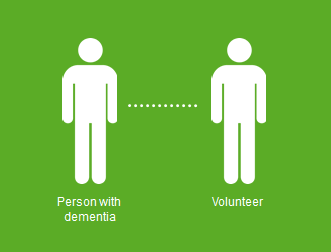 Person with
dementia
Volunteer